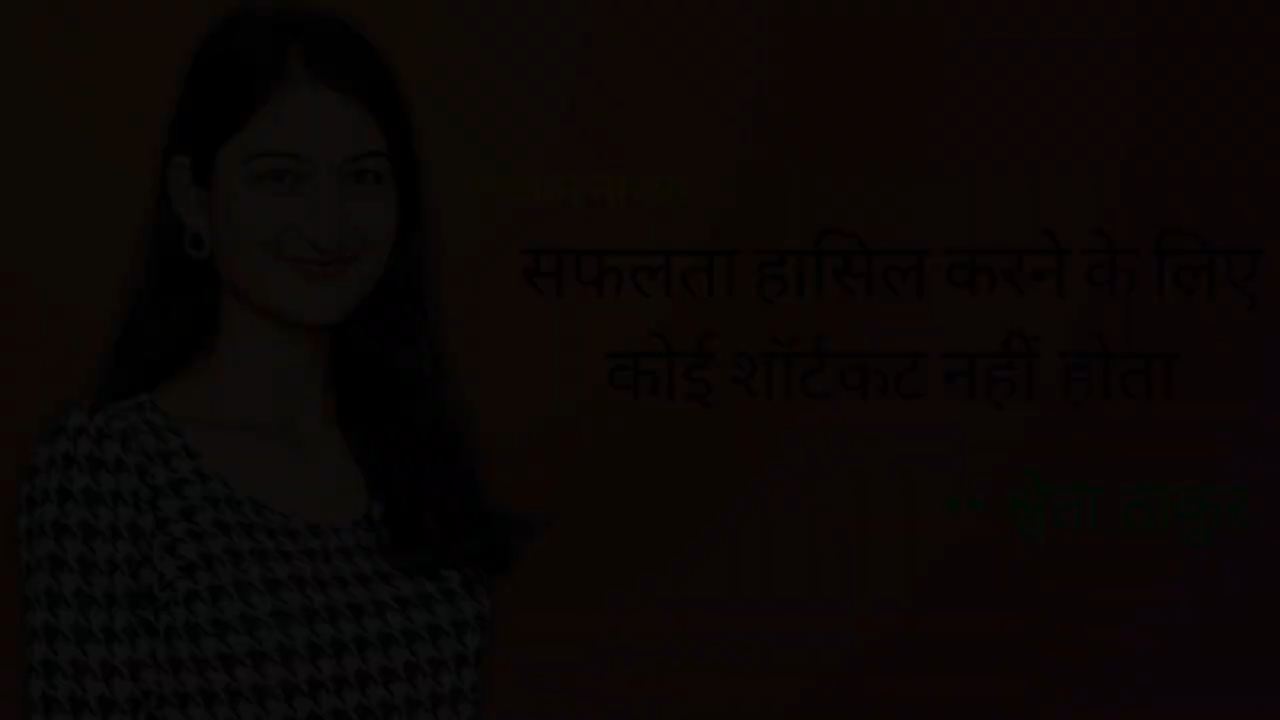 सफलता हासिल करने के लिए
कोई शॉर्टकट नहीं होता
श्वेता ठाकुर